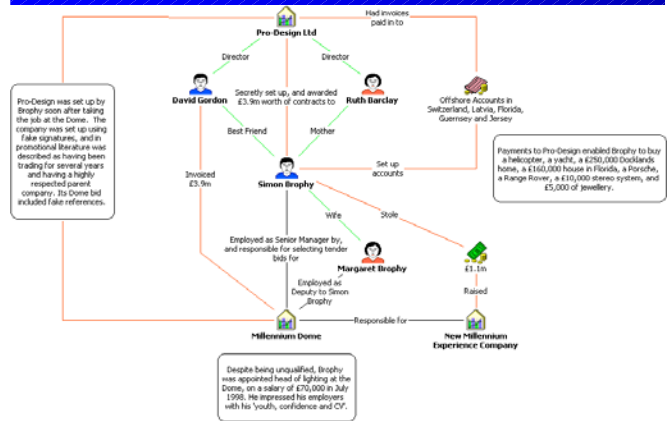 Had invoices
paid in to
Pro-Design Ltd
Director
Director
Pro-Design was set up by
Brophy soon after taking
the job at the Dome.  The
company was set up using
fake signatures, and in
promotional literature was
described as having been
trading for several years
and having a highly
respected parent
company. Its Dome bid
included fake references.
David Gordon
Secretly set up, and awarded
£3.9m worth of contracts to
Ruth Barclay
Offshore Accounts in
Switzerland, Latvia, Florida,
Guernsey and Jersey
Best Friend
Mother
Payments to Pro-Design enabled Brophy to buy
a helicopter, a yacht, a £250,000 Docklands
home, a £160,000 house in Florida, a Porsche,
a Range Rover, a £10,000 stereo system, and
£5,000 of jewellery.
Invoiced
£3.9m
Set up
accounts
Simon Brophy
Wife
Stole
Employed as Senior Manager by,
and responsible for selecting tender
bids for
Margaret Brophy
£1.1m
Employed as
Deputy to Simon
Brophy
Raised
Millennium Dome
Responsible for
New Millennium
Experience Company
Despite being unqualified, Brophy
was appointed head of lighting at the
Dome, on a salary of £70,000 in July
1998. He impressed his employers
with his 'youth, confidence and CV'.